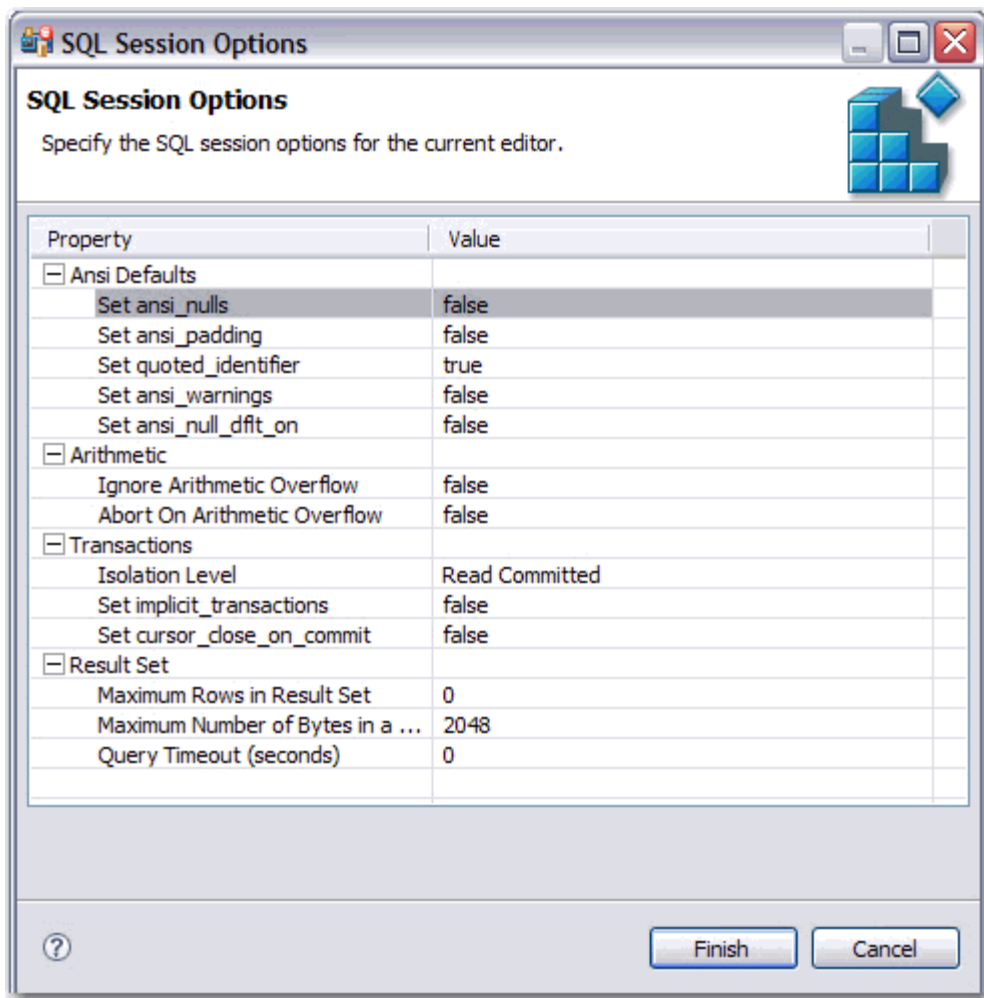 SQL Session Options
SQL Session Options
Specify the SQL session options for the current editor.
Property Value
Ansi Defaults
Set ansi_nulls false
Set ansi_padding false
Set quoted_identifier true
Set ansi_warnings false
Set ansi_null_dflt_on false
Arithmetic
Ignore Arithmetic Overflow false
Abort On Arithmetic Overflow false
Transactions
Isolation Level Read Committed
Set implicit_transactions false
Set cursor_close_on_commit false
Result Set
Maximum Rows in Result Set 0
Maximum Number of Bytes in a ... 2048
Query Timeout (seconds) 0
? Finish Cancel